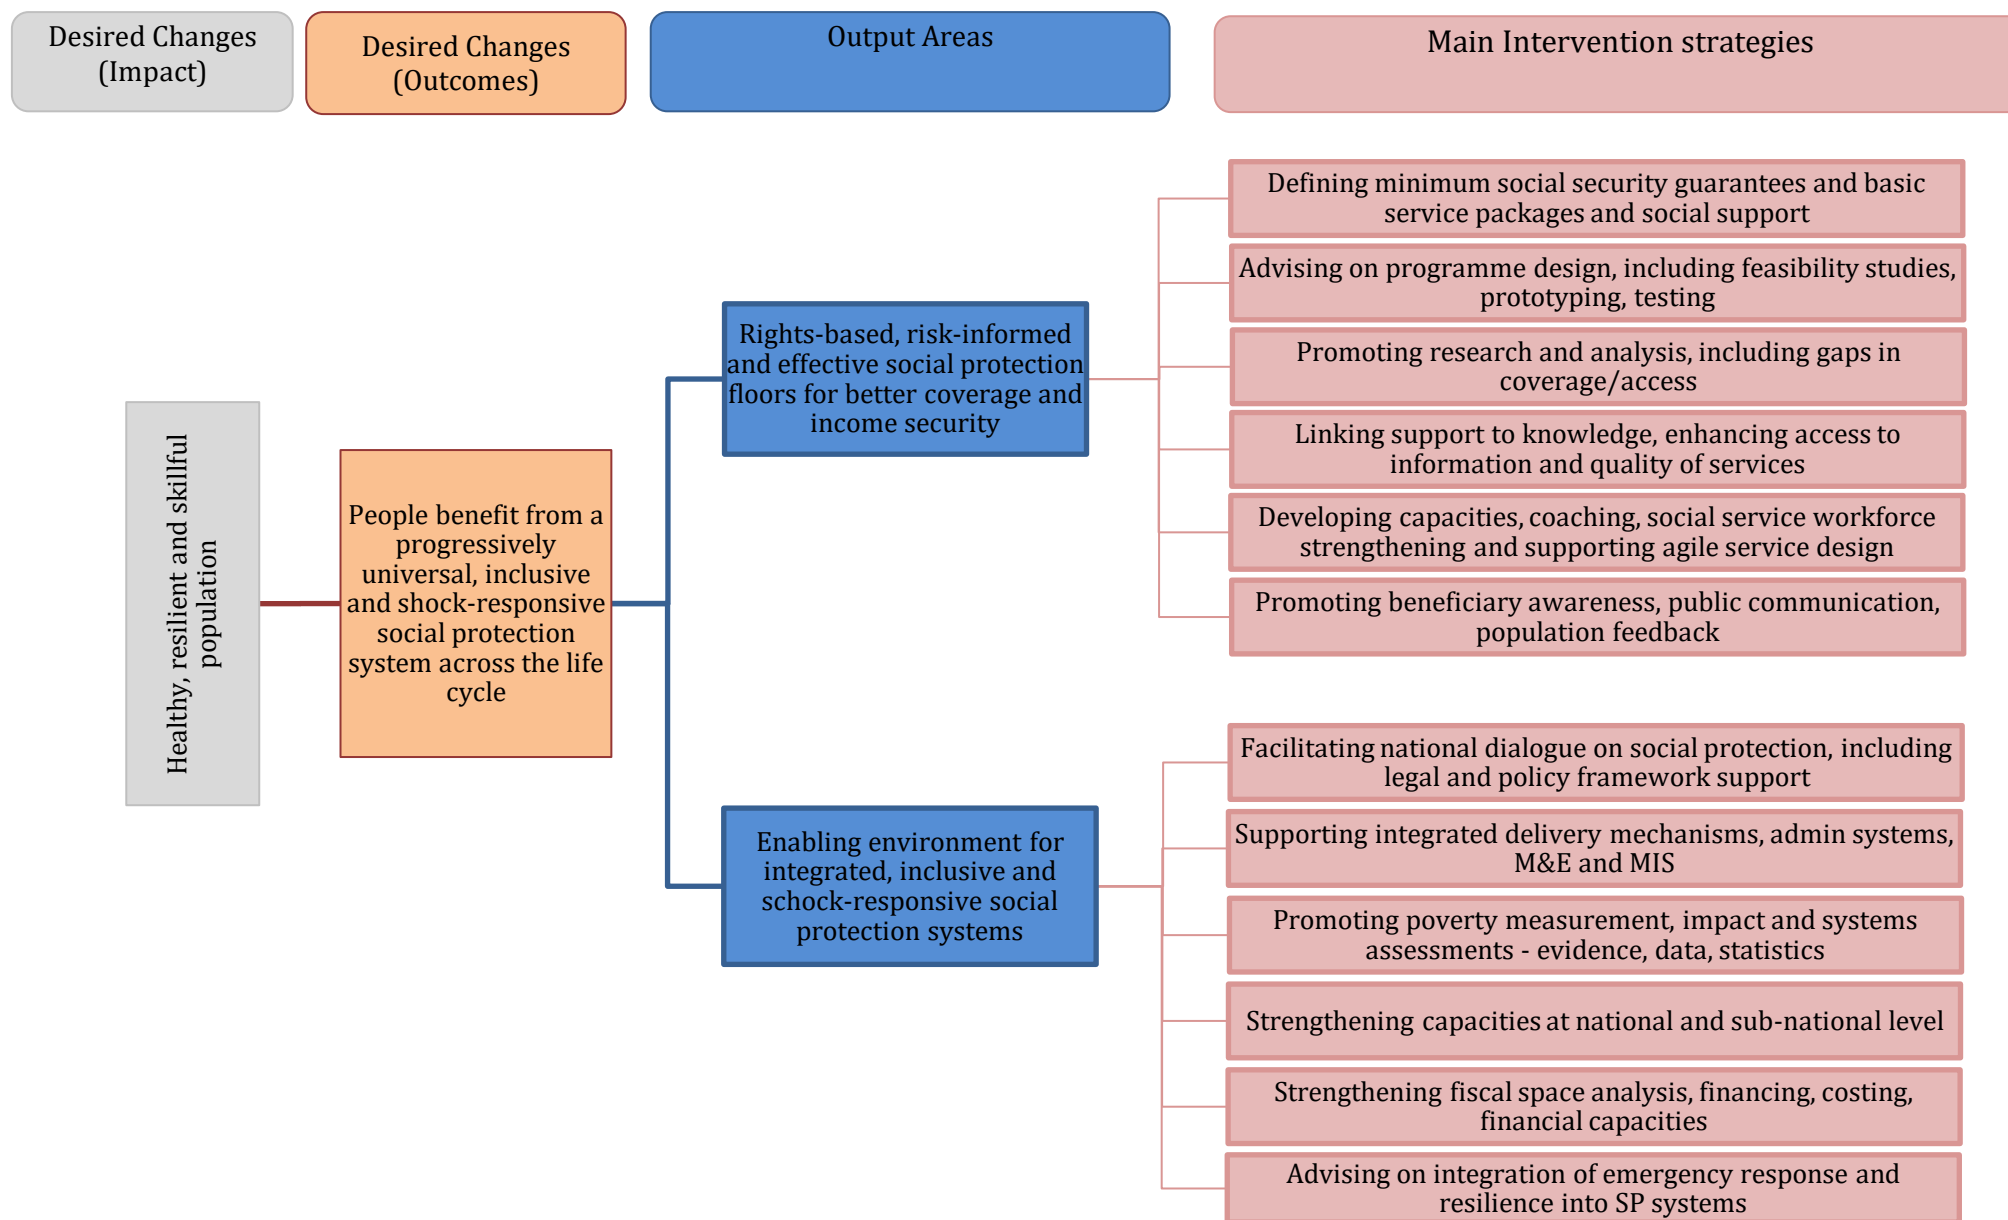 Desired Changes
(Impact)
Desired Changes
(Outcomes)
Output Areas
Main Intervention strategies
Healthy, resilient and skillful
population
People benefit from a
progressively
universal, inclusive
and shock-responsive
social protection
system across the life
cycle
Rights-based, risk-informed
and effective social protection
floors for better coverage and
income security
Defining minimum social security guarantees and basic
service packages and social support
Advising on programme design, including feasibility studies,
prototyping, testing
Promoting research and analysis, including gaps in
coverage/access
Linking support to knowledge, enhancing access to
information and quality of services
Developing capacities, coaching, social service workforce
strengthening and supporting agile service design
Promoting beneficiary awareness, public communication,
population feedback
Enabling environment for
integrated, inclusive and
schock-responsive social
protection systems
Facilitating national dialogue on social protection, including
legal and policy framework support
Supporting integrated delivery mechanisms, admin systems,
M&E and MIS
Promoting poverty measurement, impact and systems
assessments - evidence, data, statistics
Strengthening capacities at national and sub-national level
Strengthening fiscal space analysis, financing, costing,
financial capacities
Advising on integration of emergency response and
resilience into SP systems